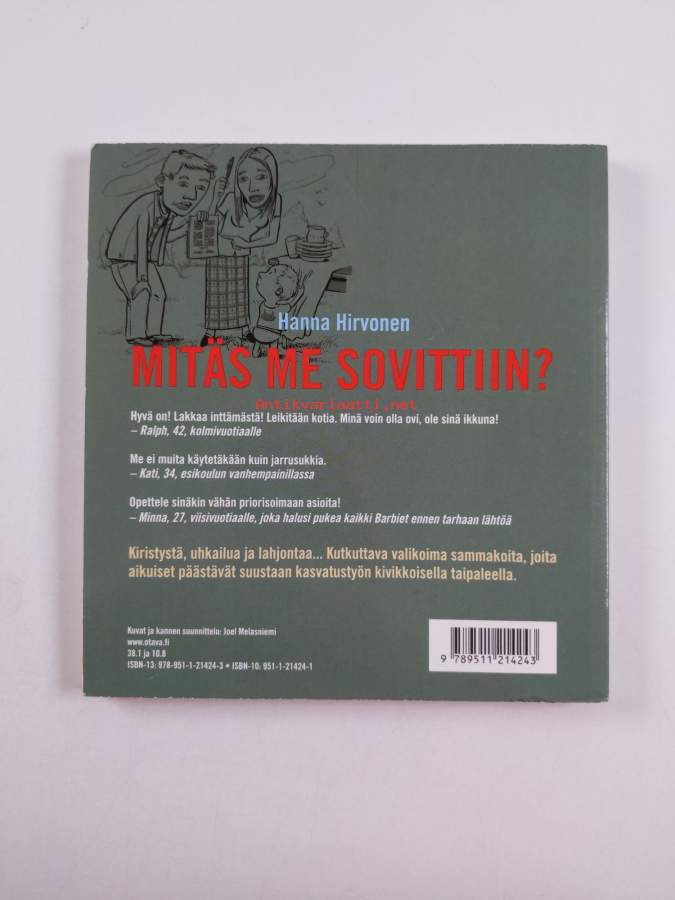 Hanna Hirvonen
MITÄS ME SOVITTIIN?
Antikvariaatti.net
Hyvä on! Lakkaa inttämästä! Leikitään kotia. Minä voin olla ovi, ole sinä ikkuna!
– Ralph, 42, kolmivuotiaalle
Me ei muita käytetäkään kuin jarrusukkia.
– Kati, 34, esikoulun vanhempainillassa
Opettele sinäkin vähän priorisoimaan asioita!
– Minna, 27, viisivuotiaalle, joka halusi pukea kaikki Barbiet ennen tarhaan lähtöä
Kiristystä, uhkailua ja lahjontaa... Kutkuttava valikoima sammakoita, joita
aikuiset päästävät suustaan kasvatustyön kivikkoisella taipaleella.
Kuvat ja kannen suunnittelu: Joel Melasniemi
www.otava.fi
38.1 ja 10.8
ISBN-13: 978-951-1-21424-3 • ISBN-10: 951-1-21424-1
9 789511 214243